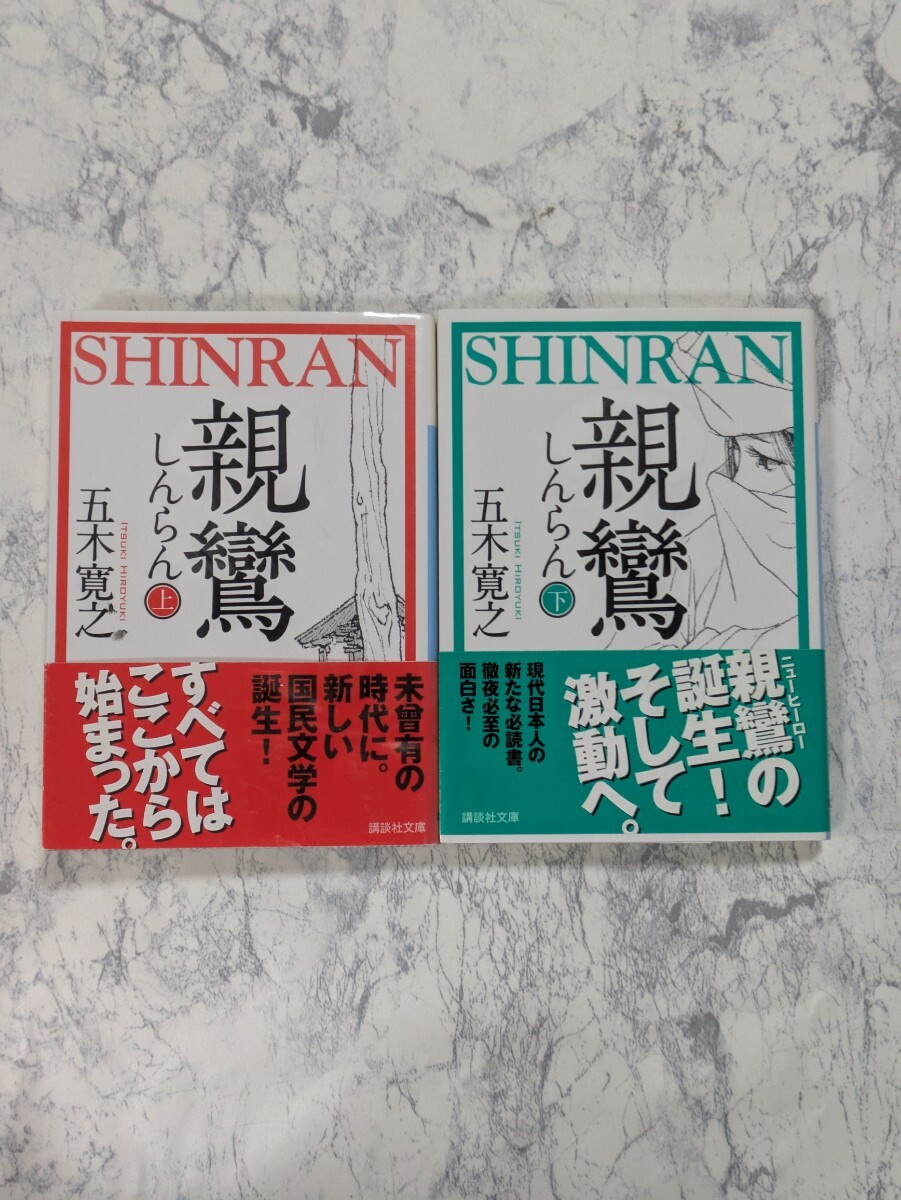 SHINRAN
親鸞
しんらん
上
五木寛之
ITSUKI HIROYUKI
未曾有の
時代に。
新しい
国民文学の
誕生!
すべては
ここから
始まった。
講談社文庫
SHINRAN
親鸞
しんらん
下
五木寛之
ITSUKI HIROYUKI
ニューヒーロー
親鸞の
誕生!
そして
激動へ。
現代日本人の
新たな必読書。
徹夜必至の
面白さ!
講談社文庫